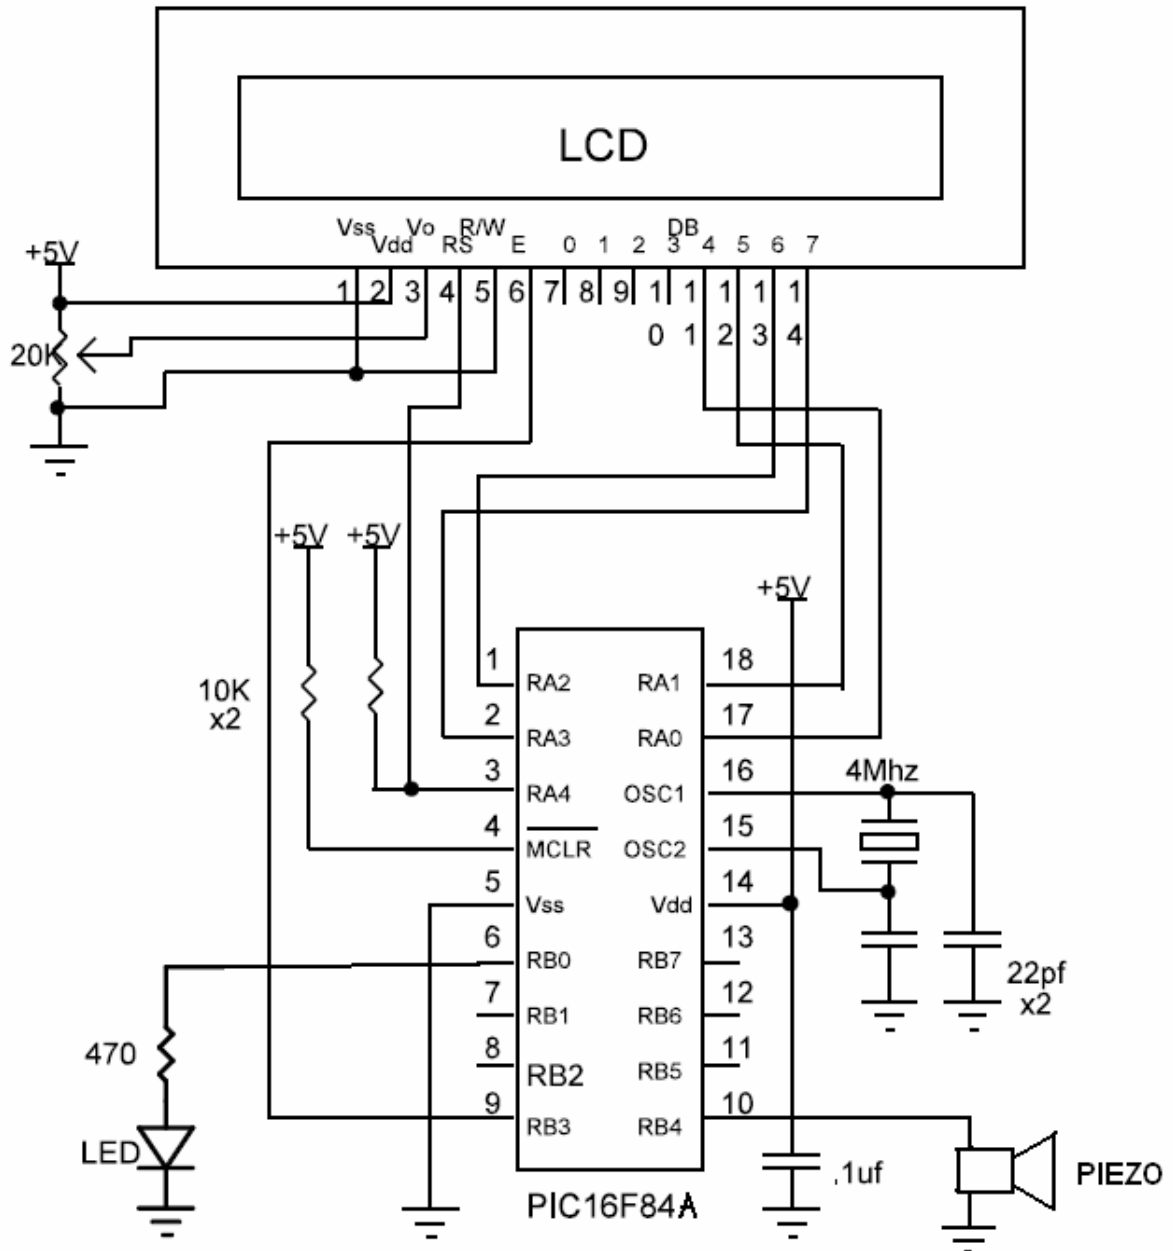 LCD
Vss Vo R/W DB
Vdd RS E 0 1 2 3 4 5 6 7
+5V
1 2 3 4 5 6 7 8 9 1 1 1 1 1
0 1 2 3 4
20K
+5V +5V
+5V
1 18
RA2 RA1
10K
x2
2 17
RA3 RA0
3 16
4Mhz
RA4 OSC1
4 15
MCLR OSC2
5 14
Vss Vdd
6 13
RB0 RB7
22pf
x2
7 12
RB1 RB6
470
8 11
RB2 RB5
9 10
RB3 RB4
LED
.1uf
PIEZO
PIC16F84A